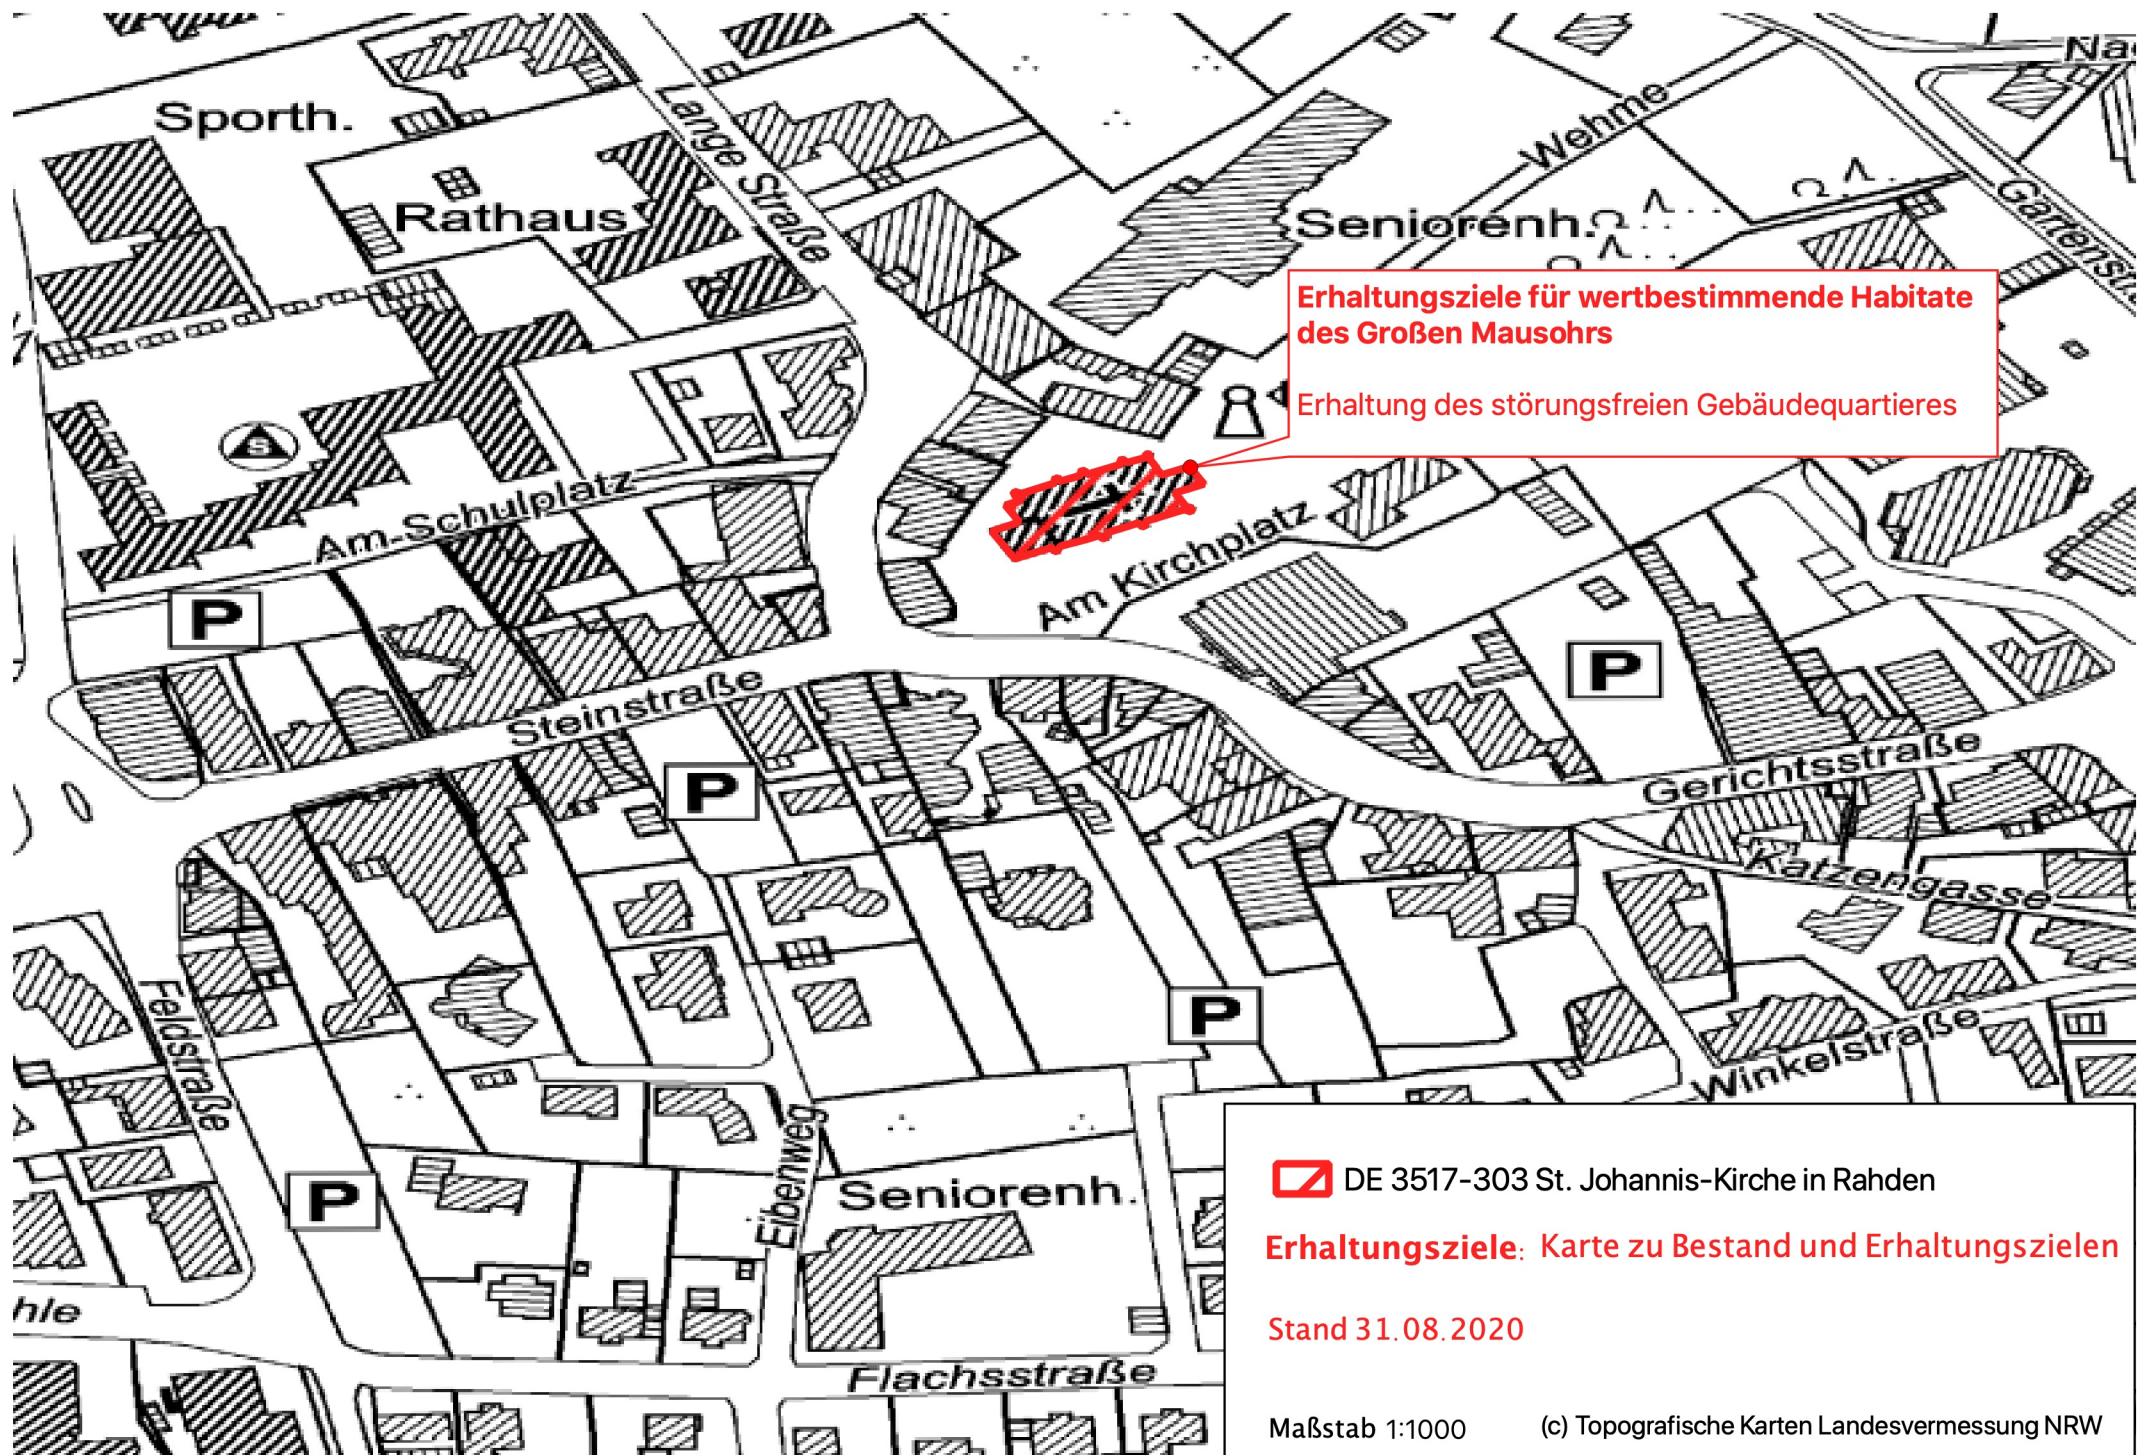 Nac
Sporth.
Lange Straße
Wehme
Rathaus
Seniorenh.
Gartenstr
Erhaltungsziele für wertbestimmende Habitate
des Großen Mausohrs
Erhaltung des störungsfreien Gebäudequartieres
S
Am Schulplatz
Am Kirchplatz
P
P
Steinstraße
P
Gerichtsstraße
Katzengasse
Feldstraße
P
Winkelstraße
Eibenweg
P
Seniorenh.
DE 3517-303 St. Johannis-Kirche in Rahden
Erhaltungsziele: Karte zu Bestand und Erhaltungszielen
hle
Stand 31.08.2020
Flachsstraße
Maßstab 1:1000
(c) Topografische Karten Landesvermessung NRW